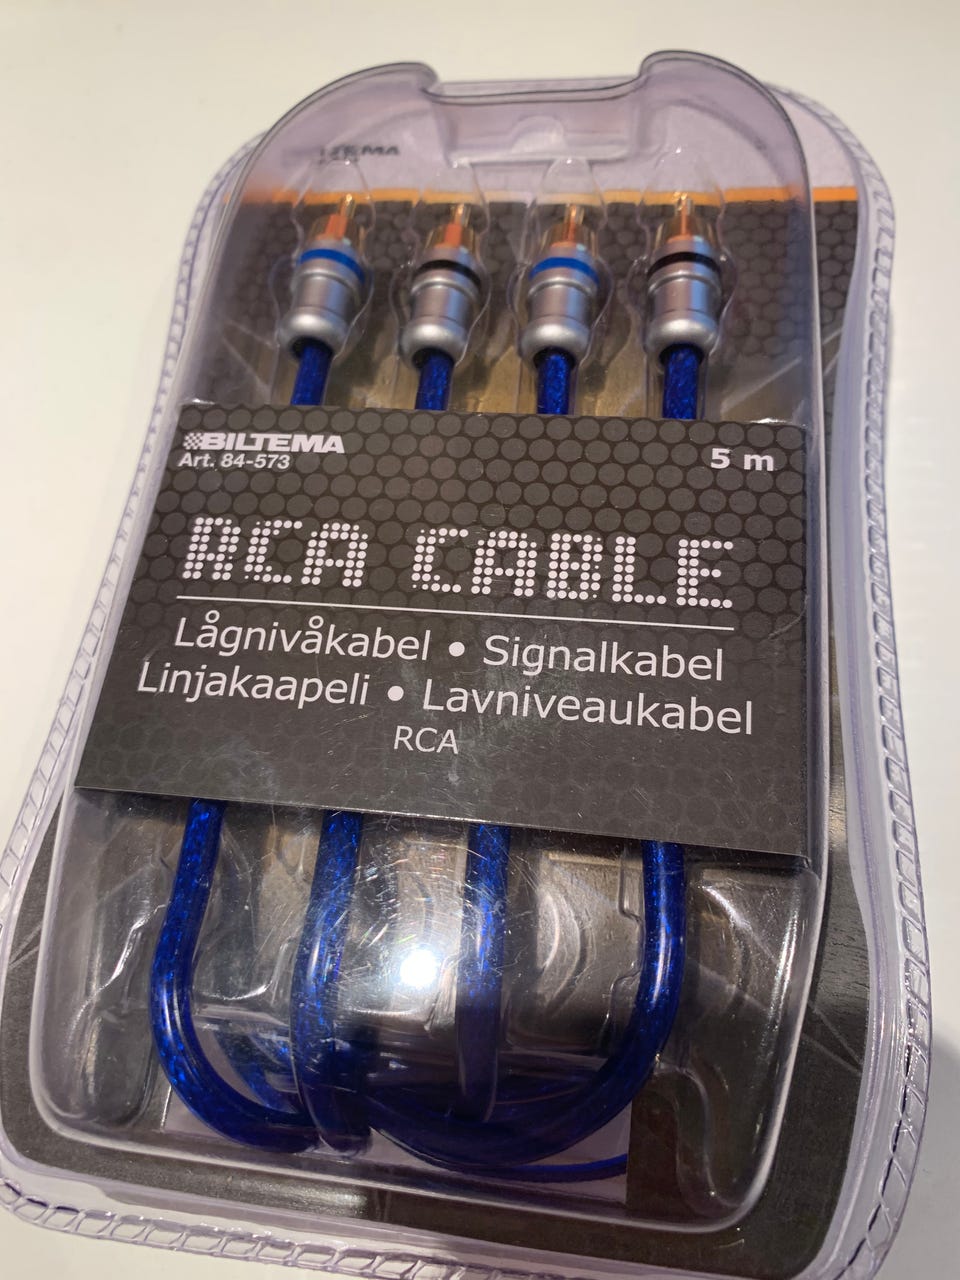 BILTEMA
Art. 84-573
5 m
RCA CABLE
Lågnivåkabel • Signalkabel
Linjakaapeli • Lavniveaukabel
RCA